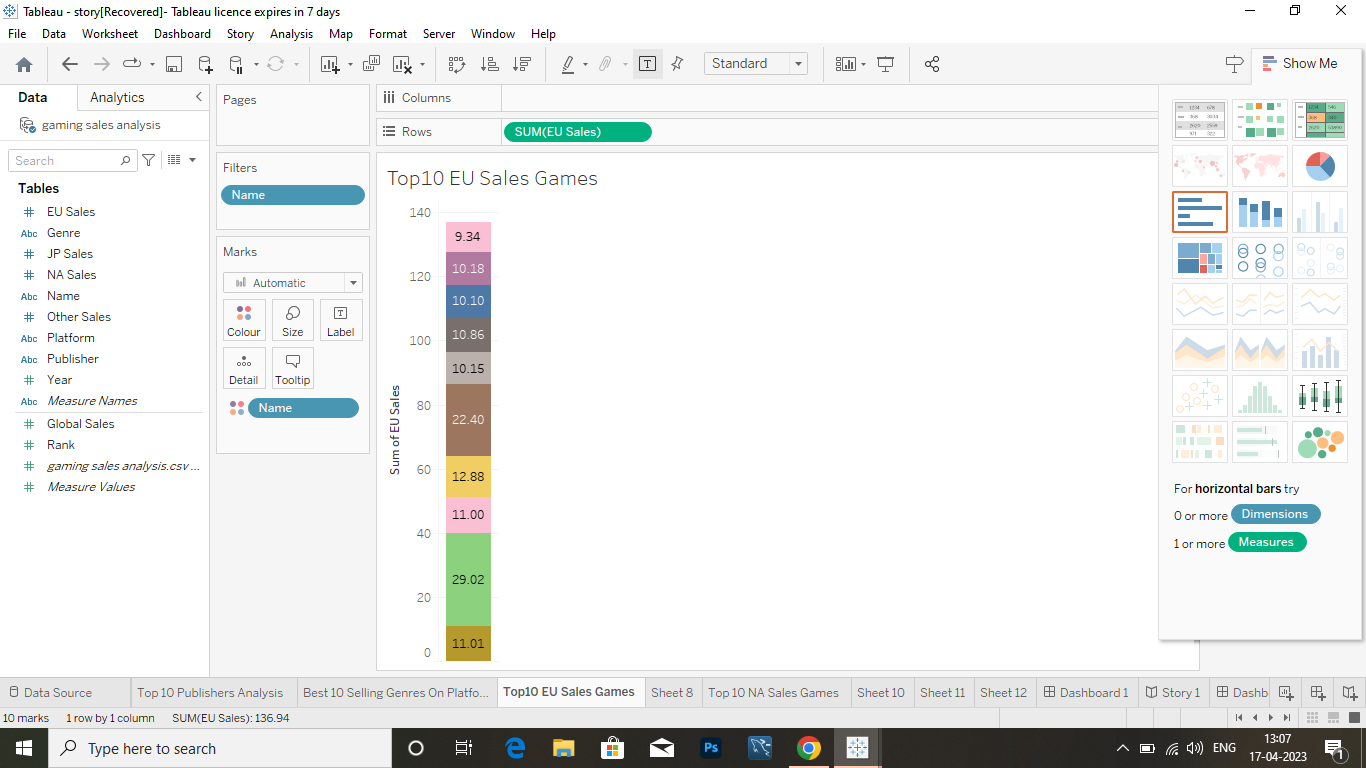 Tableau - story[Recovered]- Tableau licence expires in 7 days
File Data Worksheet Dashboard Story Analysis Map Format Server Window Help
Standard
Show Me
Data Analytics
gaming sales analysis
Search
Tables
# EU Sales
Abc Genre
# JP Sales
# NA Sales
Abc Name
# Other Sales
Abc Platform
Abc Publisher
# Year
Abc Measure Names
# Global Sales
# Rank
# gaming sales analysis.csv ...
# Measure Values
Pages
Filters
Name
Marks
Automatic
Colour Size Label
Detail Tooltip
Name
Columns
Rows SUM(EU Sales)
Top10 EU Sales Games
Sum of EU Sales
140
120
100
80
60
40
20
0
9.34
10.18
10.10
10.86
10.15
22.40
12.88
11.00
29.02
11.01
For horizontal bars try
0 or more Dimensions
1 or more Measures
Data Source Top 10 Publishers Analysis Best 10 Selling Genres On Platfo... Top10 EU Sales Games Sheet 8 Top 10 NA Sales Games Sheet 10 Sheet 11 Sheet 12 Dashboard 1 Story 1 Dashb
10 marks 1 row by 1 column SUM(EU Sales): 136.94
Type here to search
Ps
ENG
13:07
17-04-2023
1